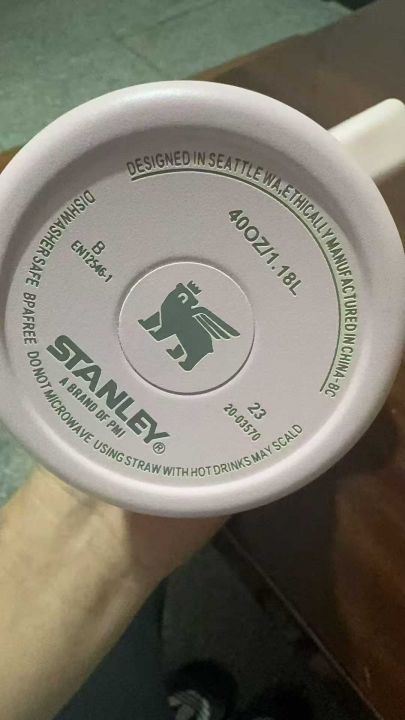 DESIGNED IN SEATTLE WA, ETHICALLY MANUFACTURED IN CHINA-BC
40OZ/1.18L
DISHWASHER SAFE BPA FREE DO NOT MICROWAVE USING STRAW WITH HOT DRINKS MAY SCALD
B
EN12546-1
STANLEY®
A BRAND OF PMI
23
20-03570